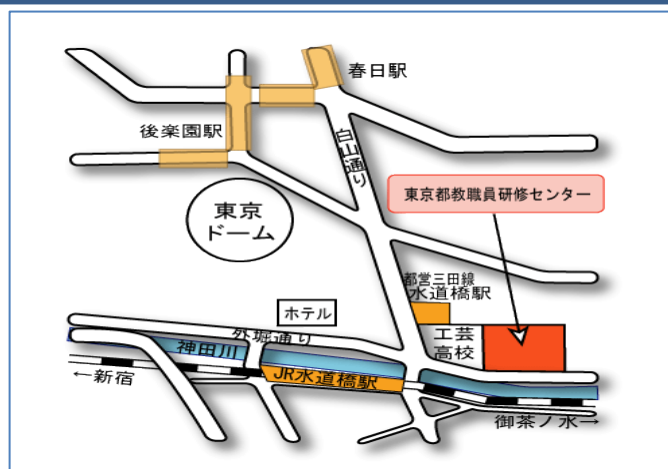 春日駅
後楽園駅
白山通り
東京都教職員研修センター
東京
ドーム
都営三田線
水道橋駅
ホテル
工芸
高校
外堀通り
神田川
JR水道橋駅
←新宿
御茶ノ水→